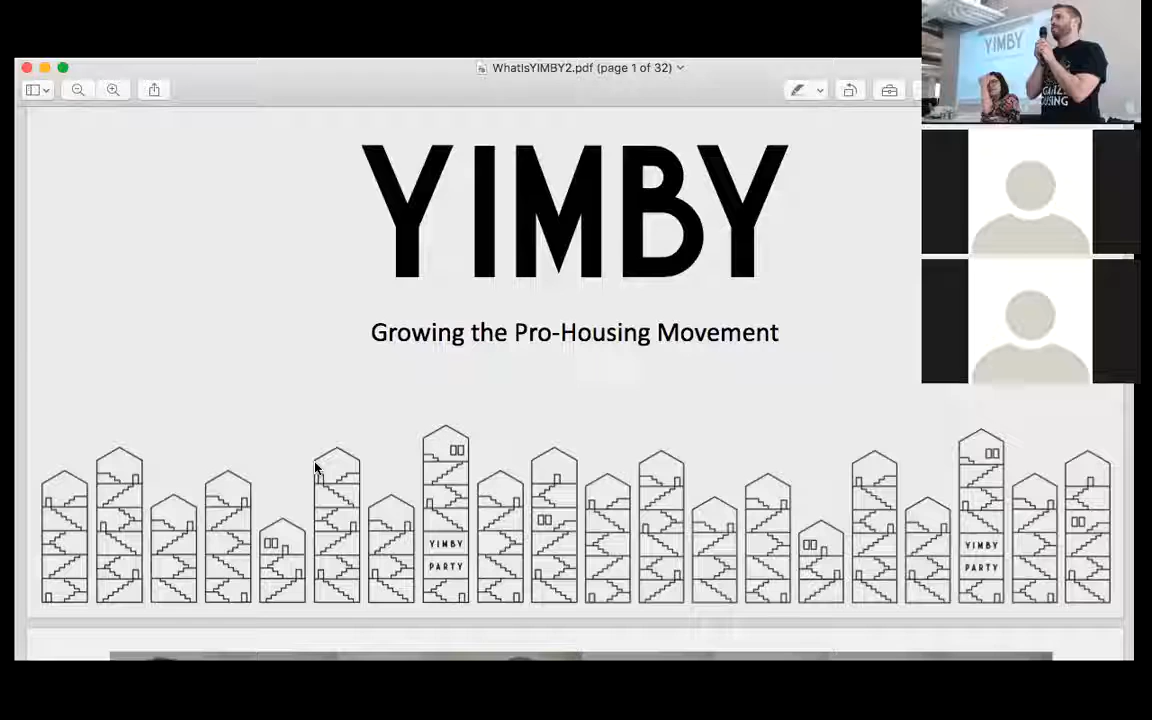 WhatIsYIMBY2.pdf (page 1 of 32)
YIMBY
Growing the Pro-Housing Movement
YIMBY
PARTY
YIMBY
PARTY
YIMBY